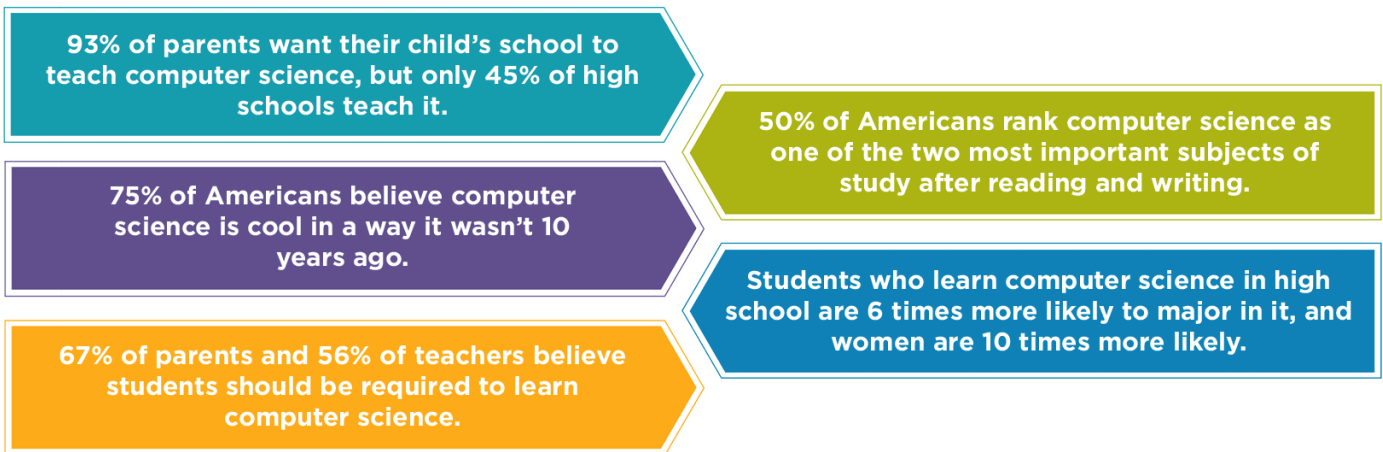 93% of parents want their child’s school to
teach computer science, but only 45% of high
schools teach it.
50% of Americans rank computer science as
one of the two most important subjects of
study after reading and writing.
75% of Americans believe computer
science is cool in a way it wasn’t 10
years ago.
Students who learn computer science in high
school are 6 times more likely to major in it, and
women are 10 times more likely.
67% of parents and 56% of teachers believe
students should be required to learn
computer science.